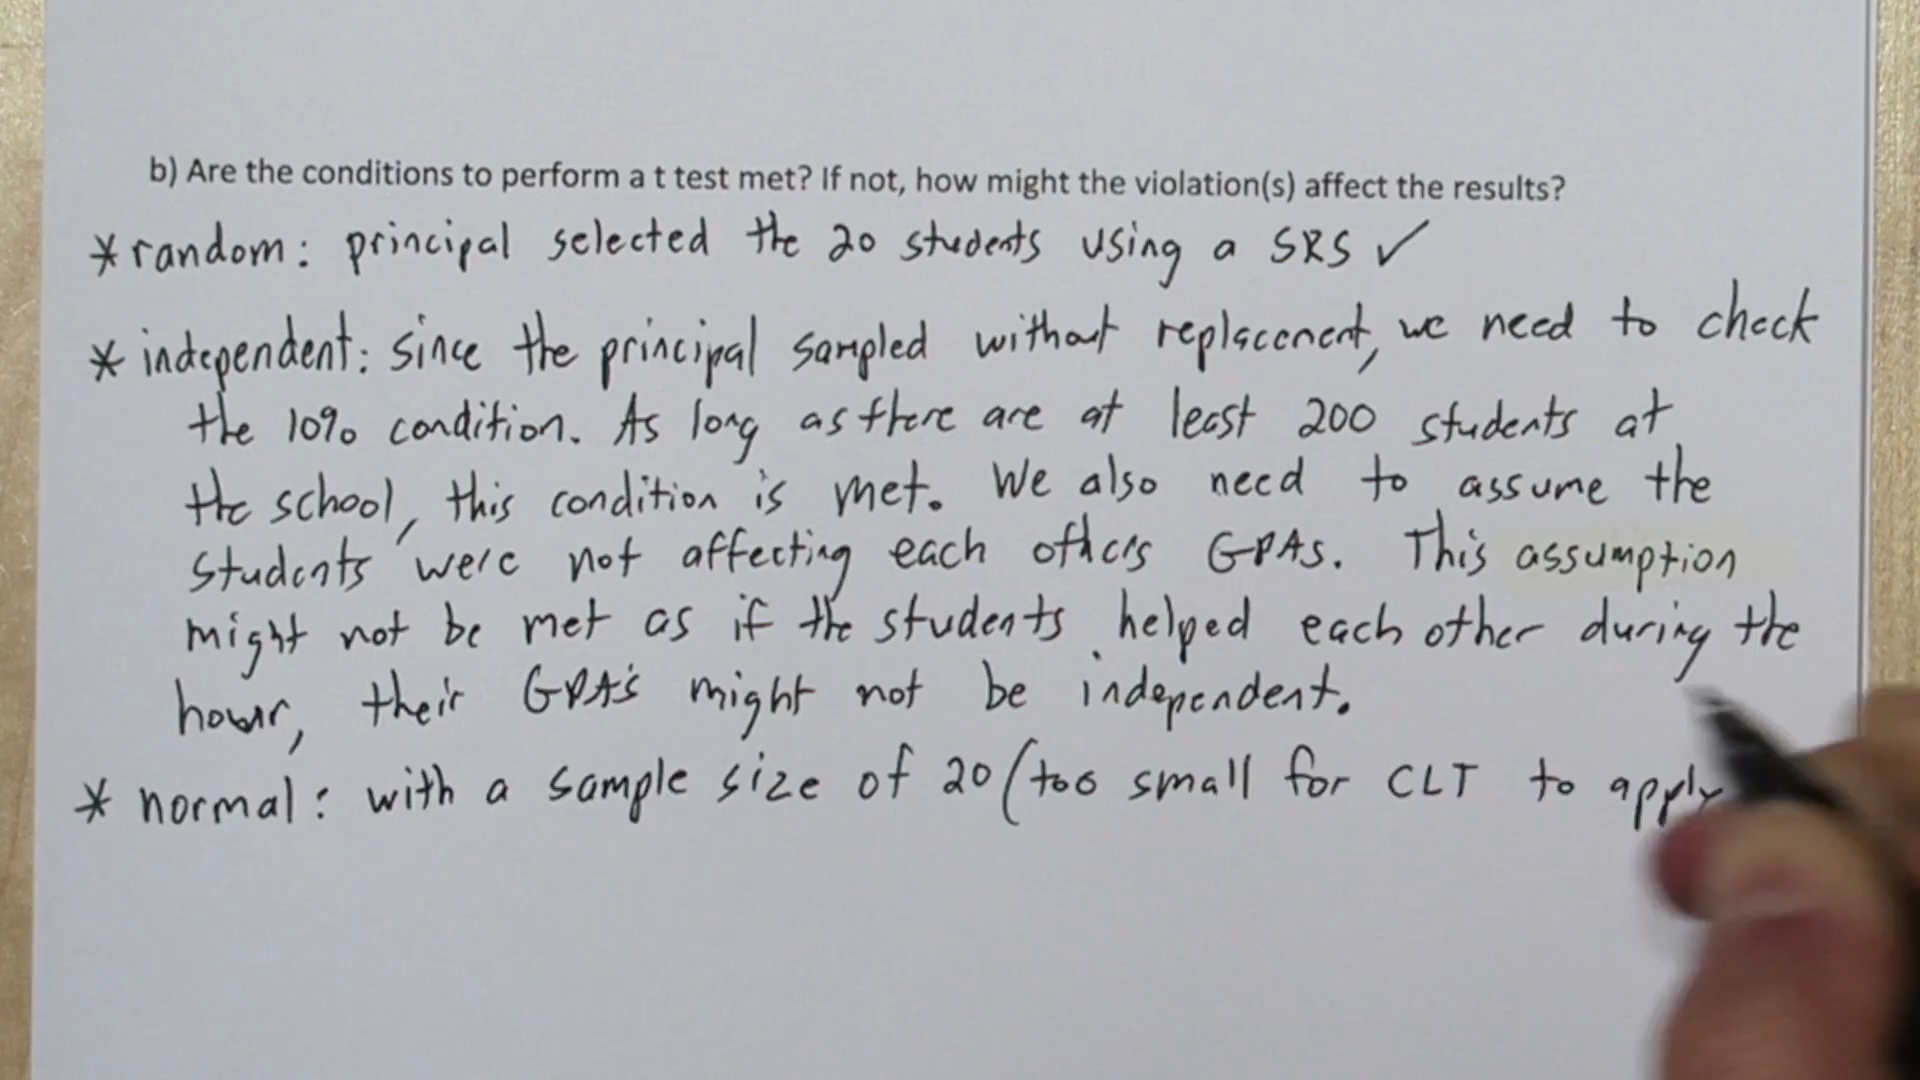 b) Are the conditions to perform a t test met? If not, how might the violation(s) affect the results?
* random: principal selected the 20 students using a SRS ✓
* independent: since the principal sampled without replacement, we need to check
the 10% condition. As long as there are at least 200 students at
the school, this condition is met. We also need to assume the
students were not affecting each others GPAs. This assumption
might not be met as if the students helped each other during the
hour, their GPA's might not be independent.
* normal: with a sample size of 20 (too small for CLT to apply